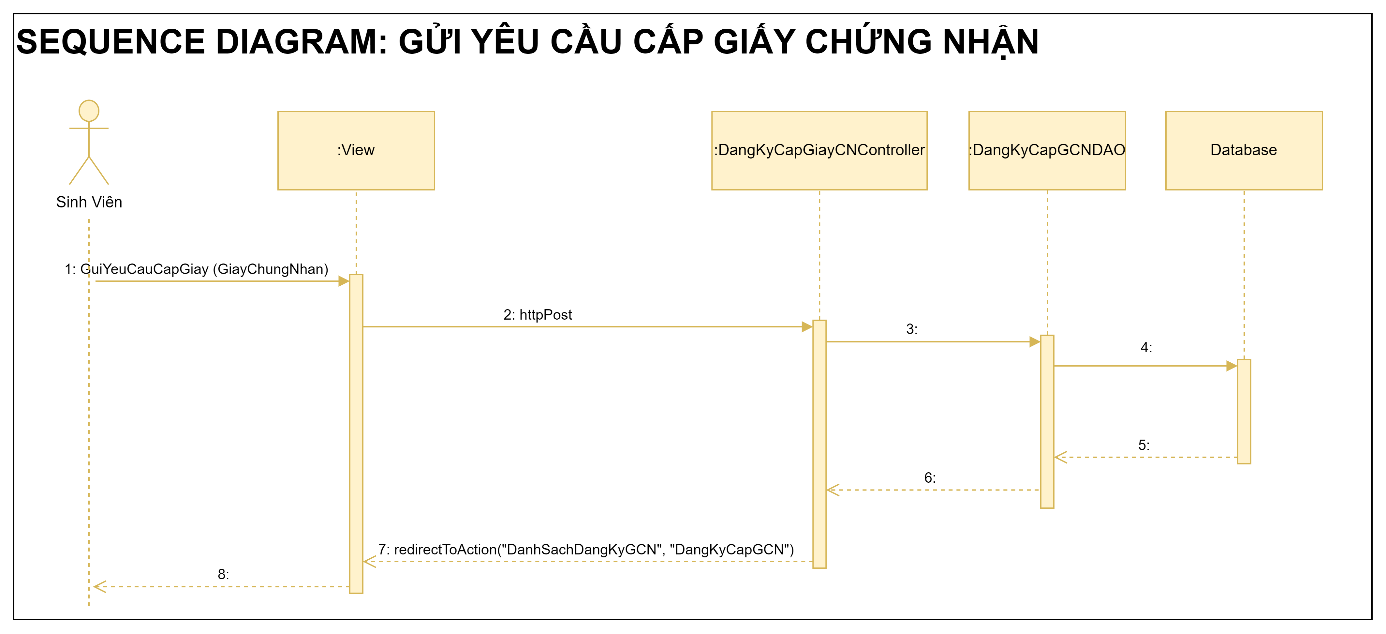 SEQUENCE DIAGRAM: GỬI YÊU CẦU CẤP GIẤY CHỨNG NHẬN
Sinh Viên
:View
:DangKyCapGiayCNController
:DangKyCapGCNDAO
Database
1: GuiYeuCauCapGiay (GiayChungNhan)
2: httpPost
3:
4:
5:
6:
7: redirectToAction("DanhSachDangKyGCN", "DangKyCapGCN")
8: